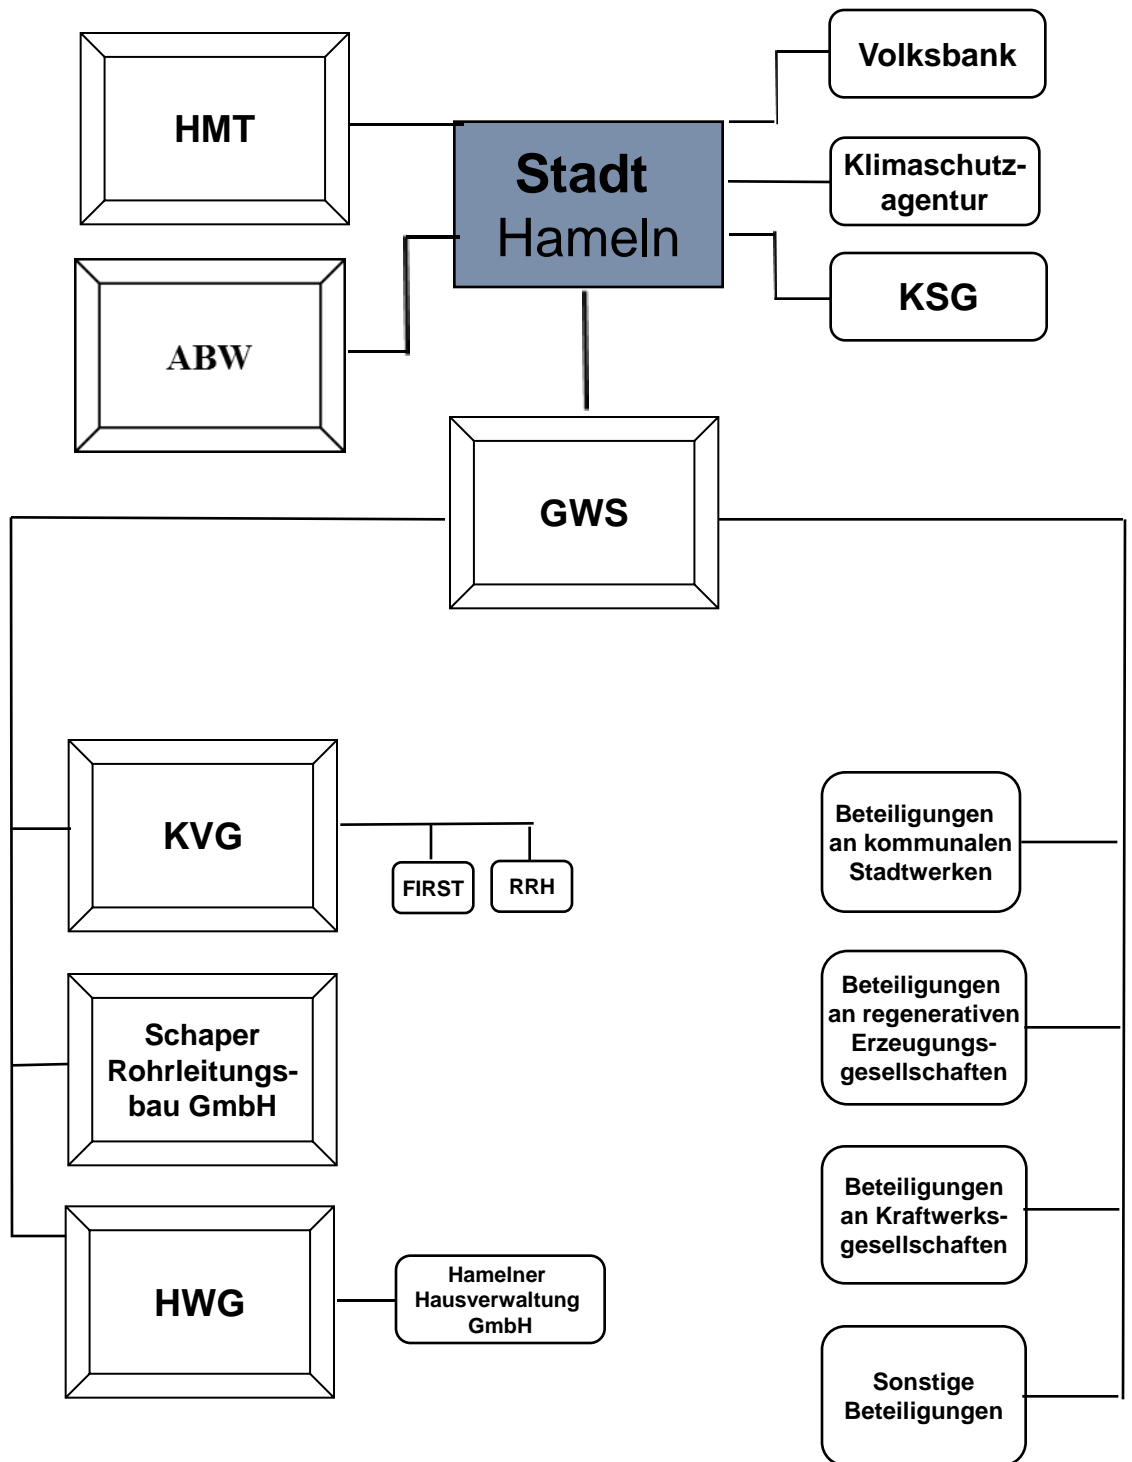 Volksbank
HMT
Stadt
Hameln
Klimaschutz-
agentur
KSG
ABW
GWS
KVG
FIRST
RRH
Beteiligungen
an kommunalen
Stadtwerken
Schaper
Rohrleitungs-
bau GmbH
Beteiligungen
an regenerativen
Erzeugungs-
gesellschaften
HWG
Hamelner
Hausverwaltung
GmbH
Beteiligungen
an Kraftwerks-
gesellschaften
Sonstige
Beteiligungen